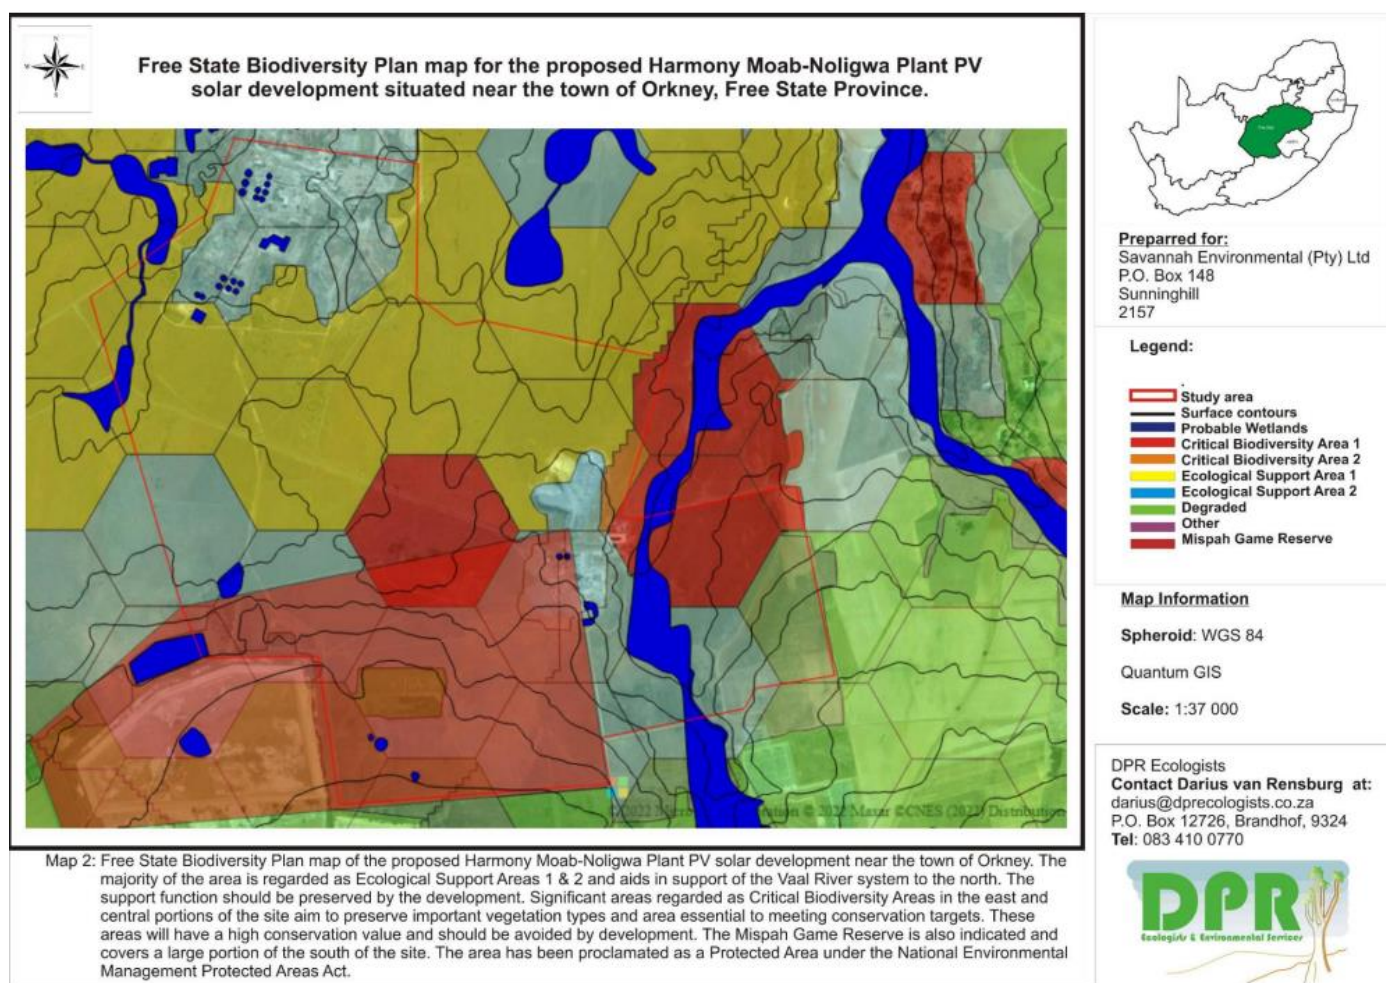 N
W
E
S
Free State Biodiversity Plan map for the proposed Harmony Moab-Noligwa Plant PV
solar development situated near the town of Orkney, Free State Province.
Preparred for:
Savannah Environmental (Pty) Ltd
P.O. Box 148
Sunninghill
2157
Legend:
Study area
Surface contours
Probable Wetlands
Critical Biodiversity Area 1
Critical Biodiversity Area 2
Ecological Support Area 1
Ecological Support Area 2
Degraded
Other
Mispah Game Reserve
Map Information
Spheroid: WGS 84
Quantum GIS
Scale: 1:37 000
DPR Ecologists
Contact Darius van Rensburg at:
darius@dprecologists.co.za
P.O. Box 12726, Brandhof, 9324
Tel: 083 410 0770
DPR
Ecologists & Environmental Services
© 2022 Maxar ©CNES (2022) Distribution
Map 2: Free State Biodiversity Plan map of the proposed Harmony Moab-Noligwa Plant PV solar development near the town of Orkney. The
majority of the area is regarded as Ecological Support Areas 1 & 2 and aids in support of the Vaal River system to the north. The
support function should be preserved by the development. Significant areas regarded as Critical Biodiversity Areas in the east and
central portions of the site aim to preserve important vegetation types and area essential to meeting conservation targets. These
areas will have a high conservation value and should be avoided by development. The Mispah Game Reserve is also indicated and
covers a large portion of the south of the site. The area has been proclamated as a Protected Area under the National Environmental
Management Protected Areas Act.